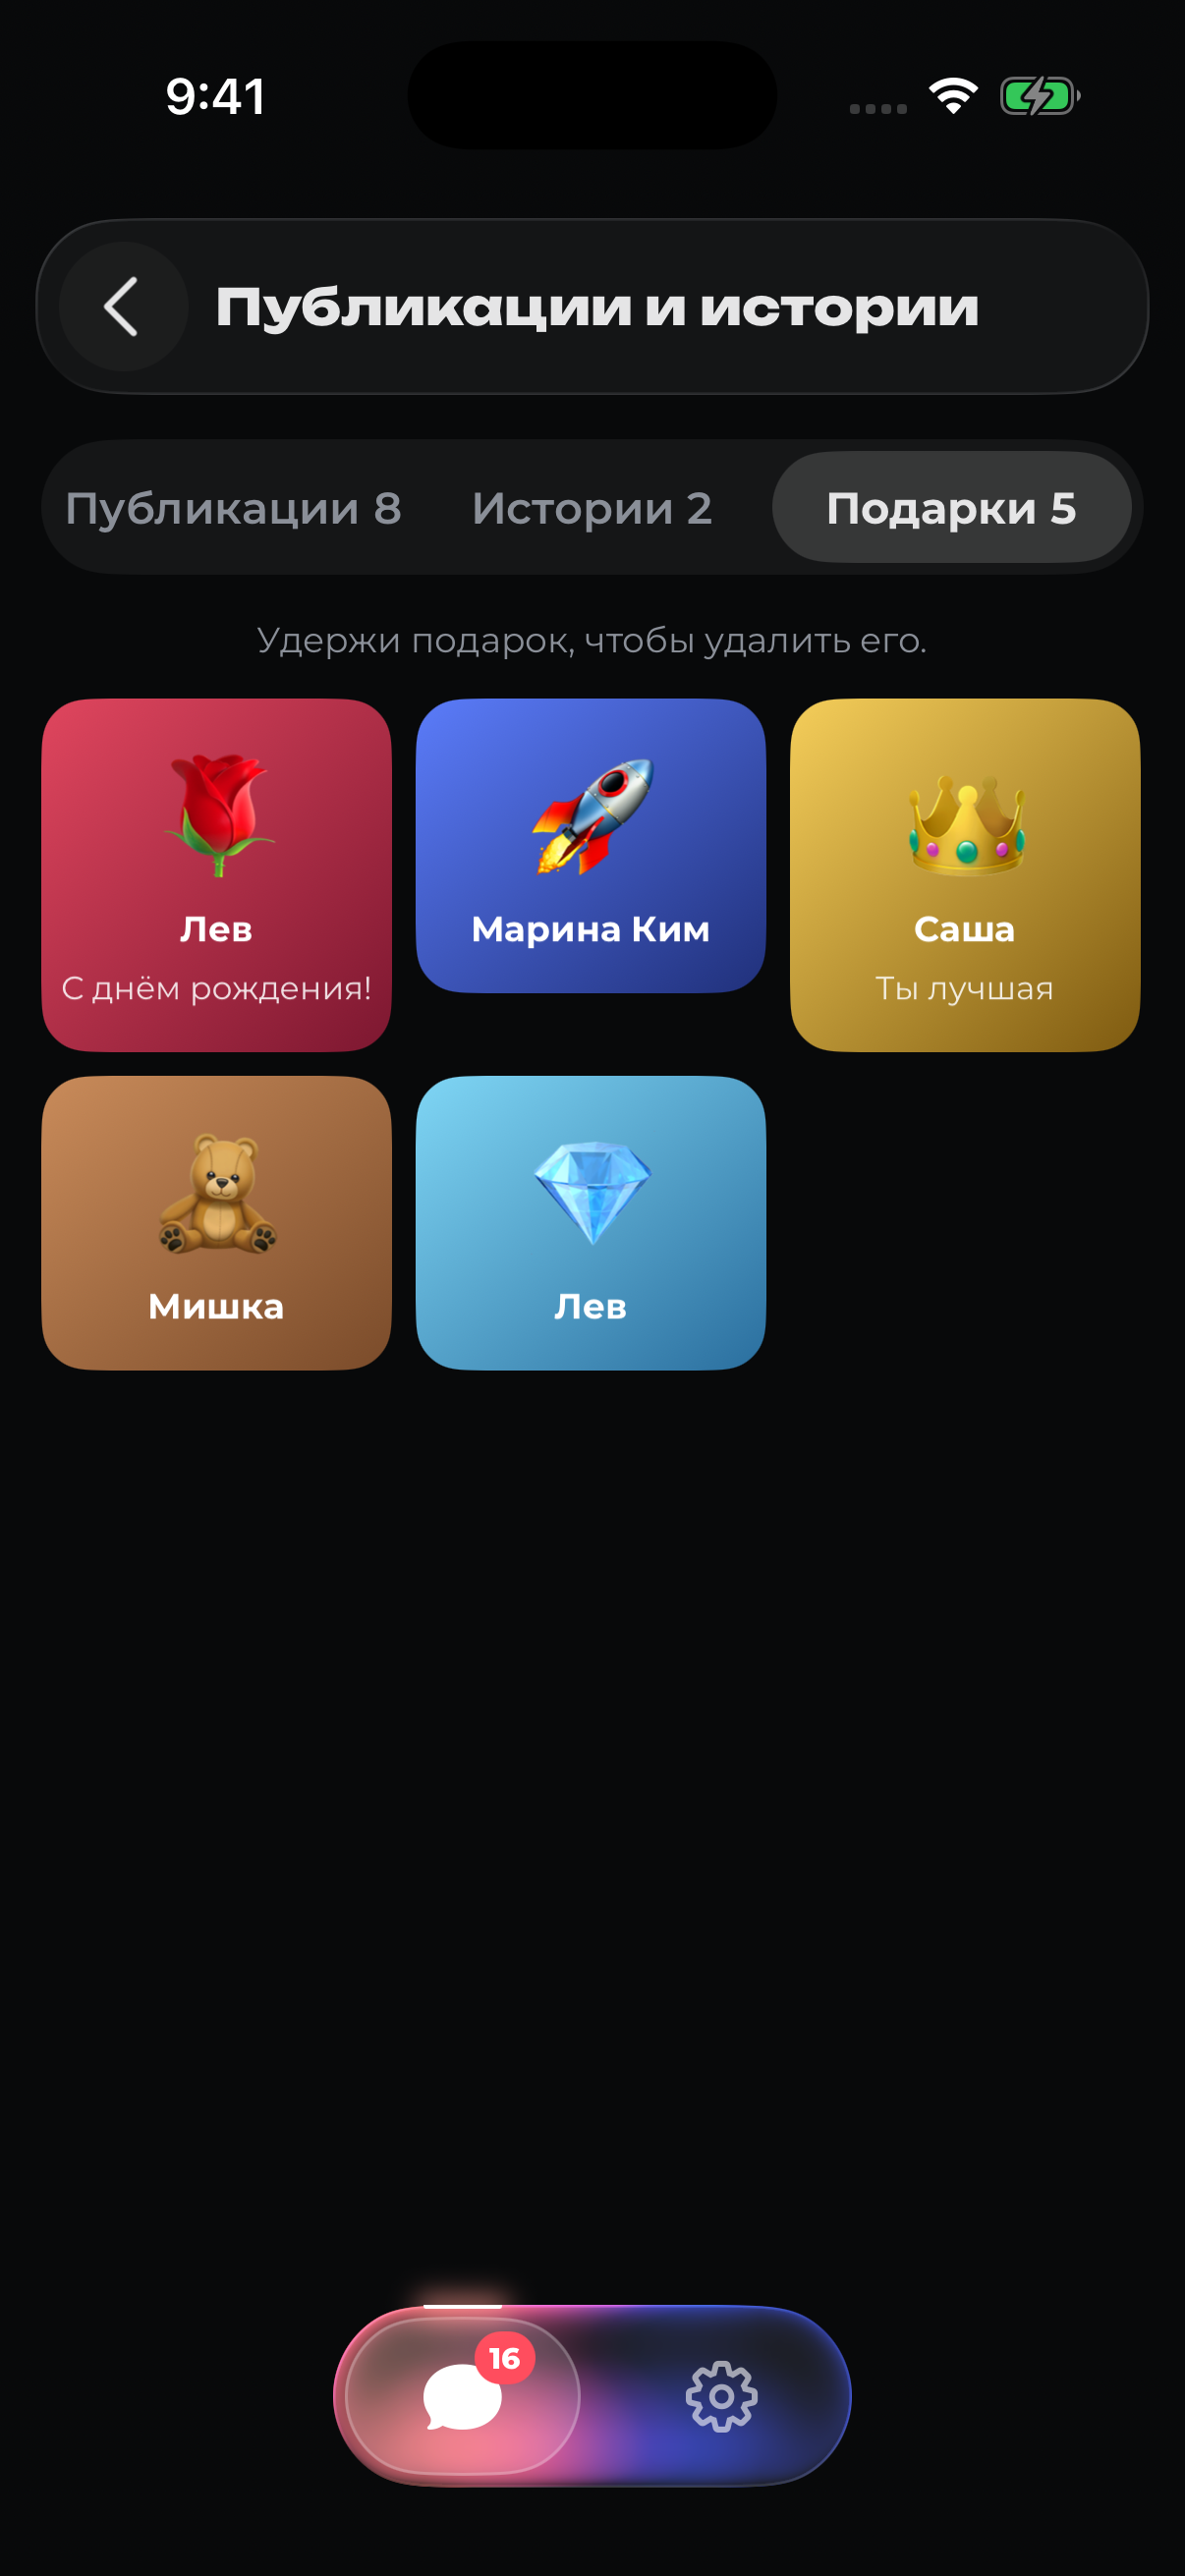 9:41
Публикации и истории
Публикации 8 Истории 2 Подарки 5
Удержи подарок, чтобы удалить его.
Лев
С днём рождения!
Марина Ким
Саша
Ты лучшая
Мишка
Лев
16